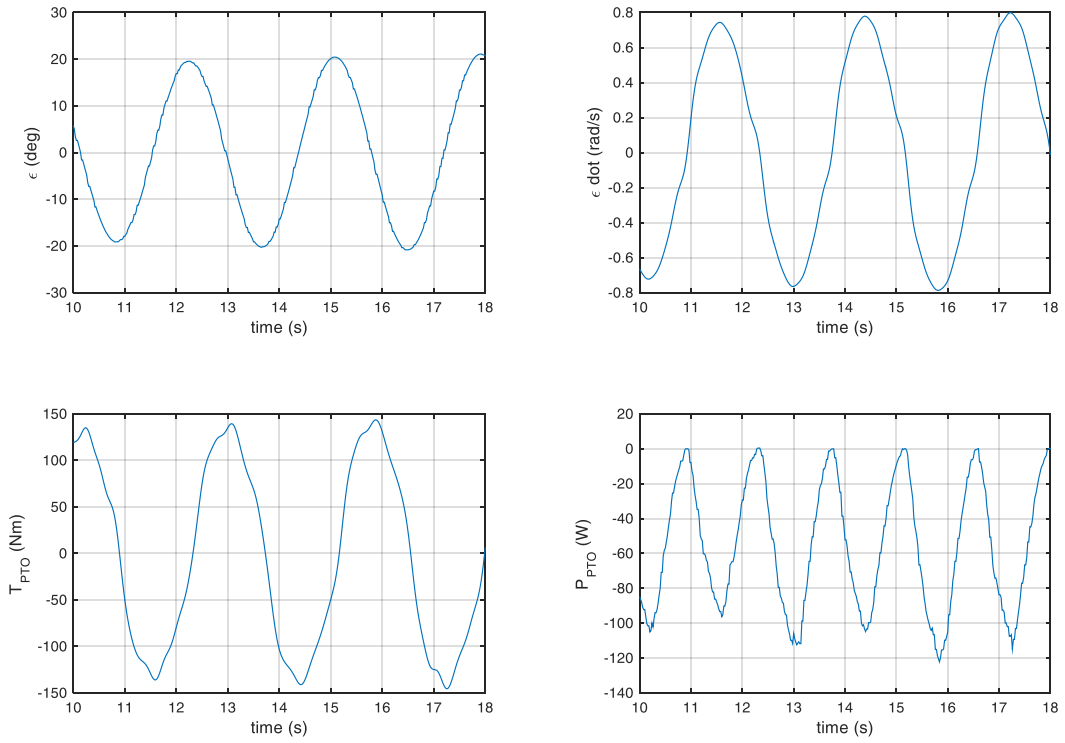 30
20
10
0
-10
-20
-30
ϵ (deg)
10 11 12 13 14 15 16 17 18
time (s)
0.8
0.6
0.4
0.2
0
-0.2
-0.4
-0.6
-0.8
ϵ dot (rad/s)
10 11 12 13 14 15 16 17 18
time (s)
150
100
50
0
-50
-100
-150
T_PTO (Nm)
10 11 12 13 14 15 16 17 18
time (s)
20
0
-20
-40
-60
-80
-100
-120
-140
P_PTO (W)
10 11 12 13 14 15 16 17 18
time (s)